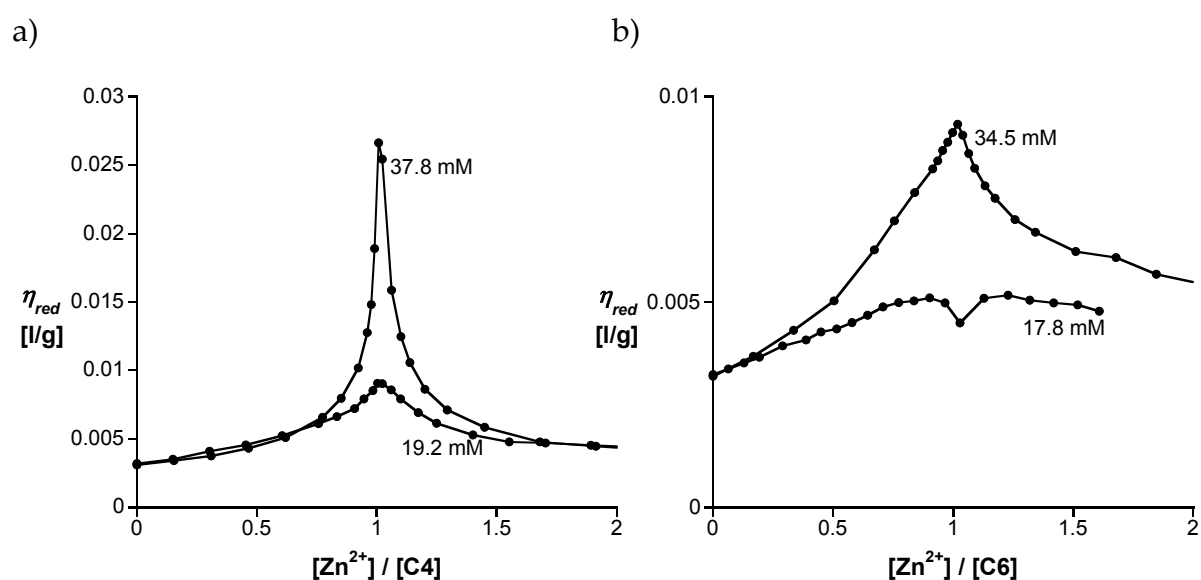 a)
0.03
0.025
0.02
0.015
0.01
0.005
0
η_red
[l/g]
37.8 mM
19.2 mM
0
0.5
1
1.5
2
[Zn²⁺] / [C4]
b)
0.01
0.005
0
η_red
[l/g]
34.5 mM
17.8 mM
0
0.5
1
1.5
2
[Zn²⁺] / [C6]